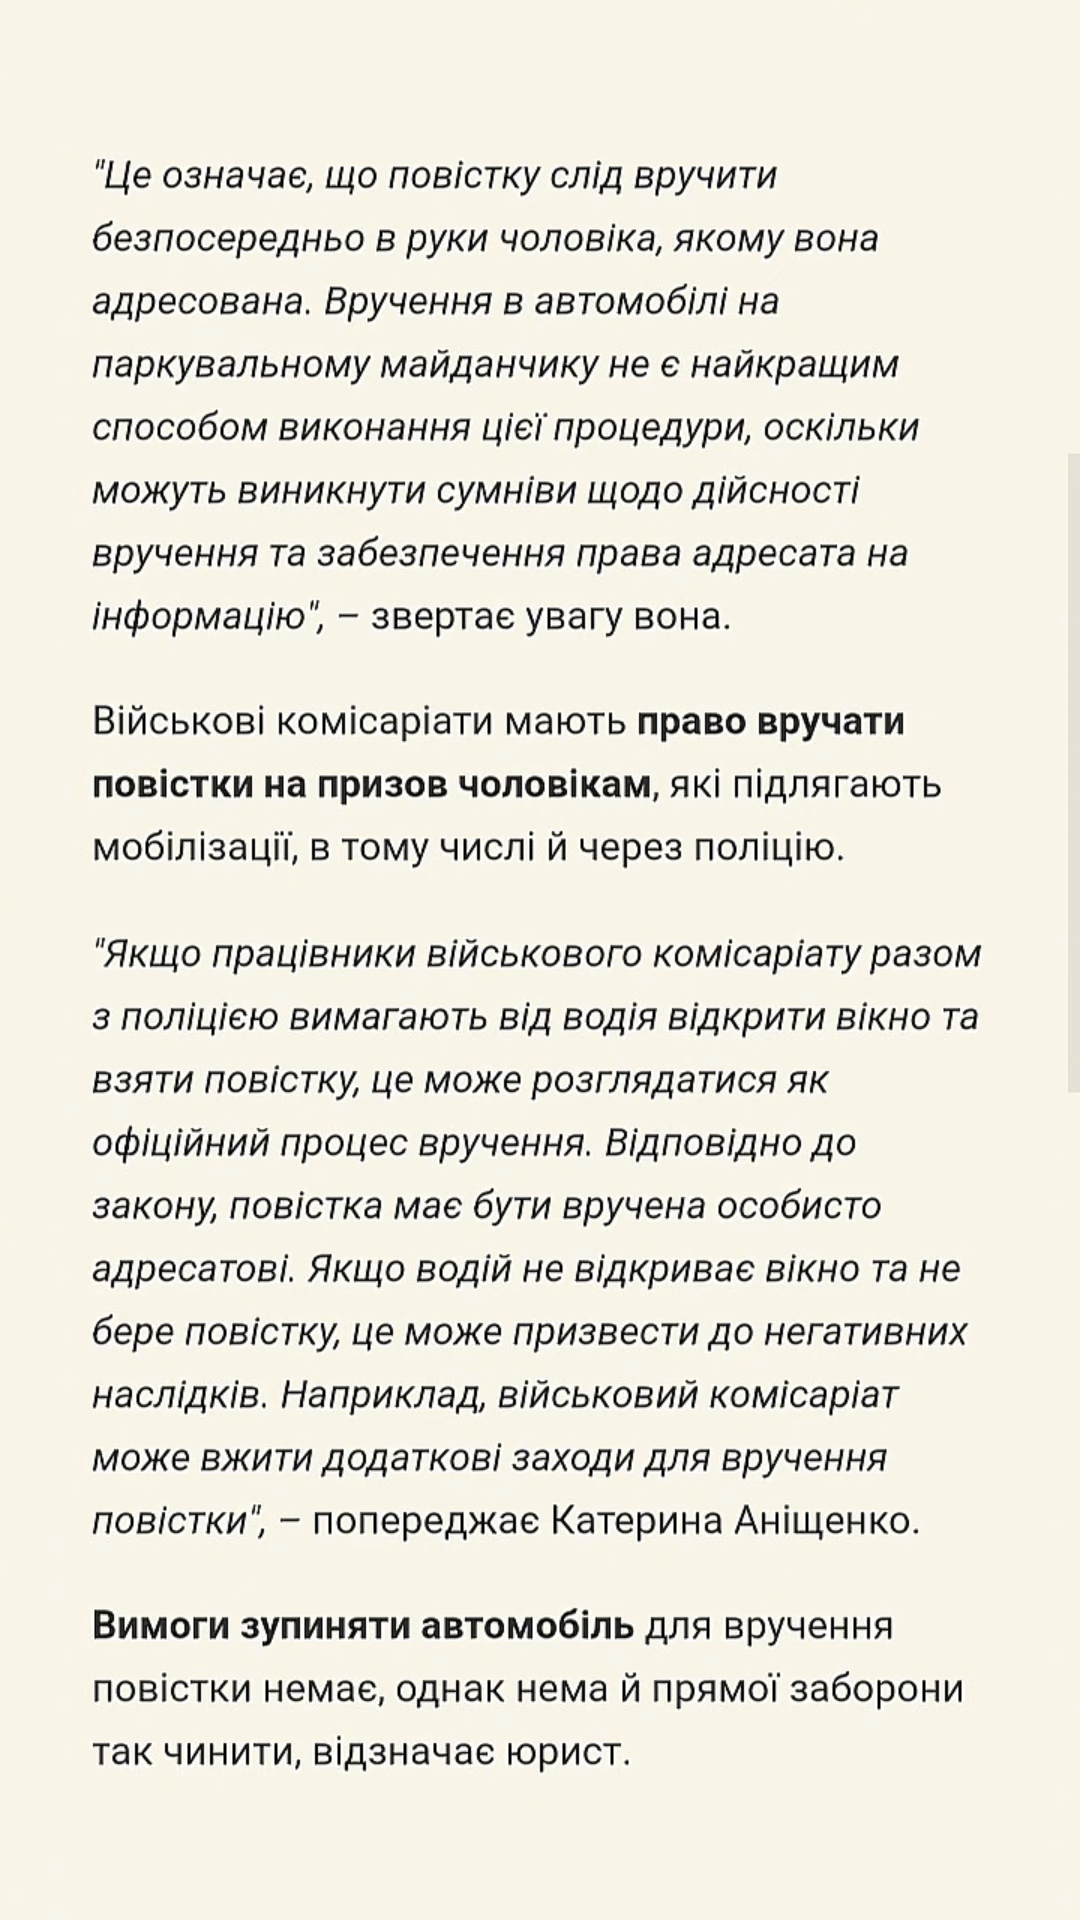 "Це означає, що повістку слід вручити
безпосередньо в руки чоловіка, якому вона
адресована. Вручення в автомобілі на
паркувальному майданчику не є найкращим
способом виконання цієї процедури, оскільки
можуть виникнути сумніви щодо дійсності
вручення та забезпечення права адресата на
інформацію", – звертає увагу вона.
Військові комісаріати мають право вручати
повістки на призов чоловікам, які підлягають
мобілізації, в тому числі й через поліцію.
"Якщо працівники військового комісаріату разом
з поліцією вимагають від водія відкрити вікно та
взяти повістку, це може розглядатися як
офіційний процес вручення. Відповідно до
закону, повістка має бути вручена особисто
адресатові. Якщо водій не відкриває вікно та не
бере повістку, це може призвести до негативних
наслідків. Наприклад, військовий комісаріат
може вжити додаткові заходи для вручення
повістки", – попереджає Катерина Аніщенко.
Вимоги зупиняти автомобіль для вручення
повістки немає, однак нема й прямої заборони
так чинити, відзначає юрист.